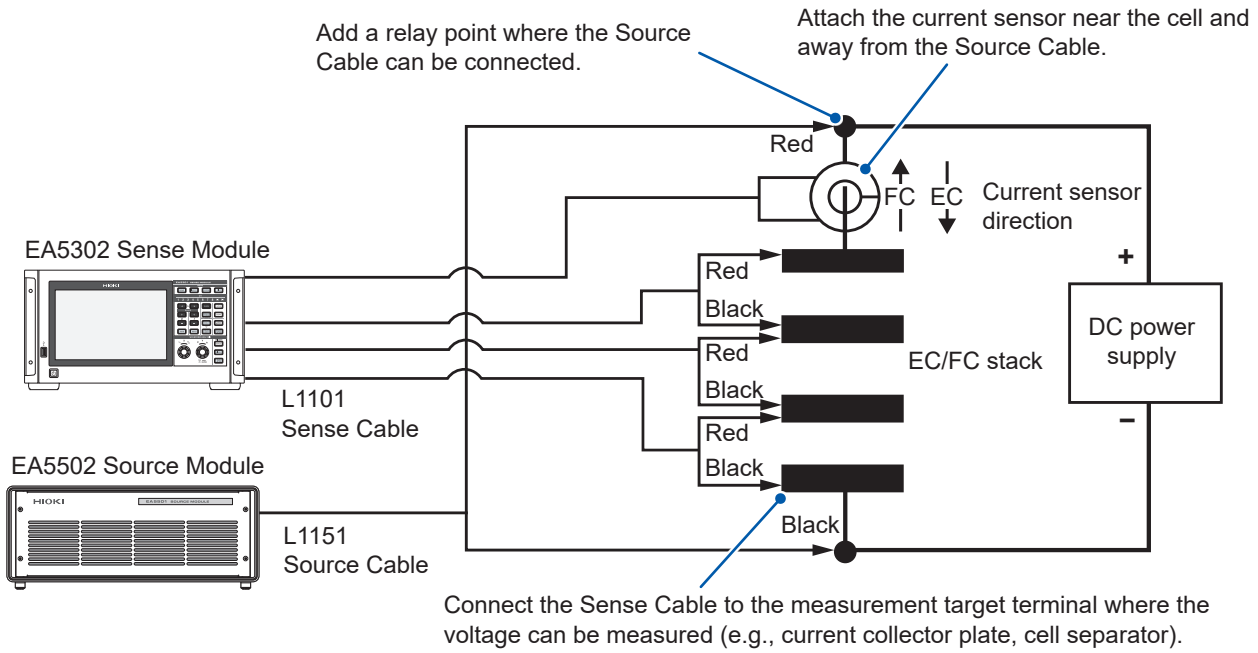 Add a relay point where the Source
Cable can be connected.
Attach the current sensor near the cell and
away from the Source Cable.
Red
FC
EC
Current sensor
direction
EA5302 Sense Module
HIOKI
Red
Black
Red
Black
Red
Black
EC/FC stack
+
DC power
supply
−
L1101
Sense Cable
EA5502 Source Module
HIOKI
L1151
Source Cable
Black
Connect the Sense Cable to the measurement target terminal where the
voltage can be measured (e.g., current collector plate, cell separator).